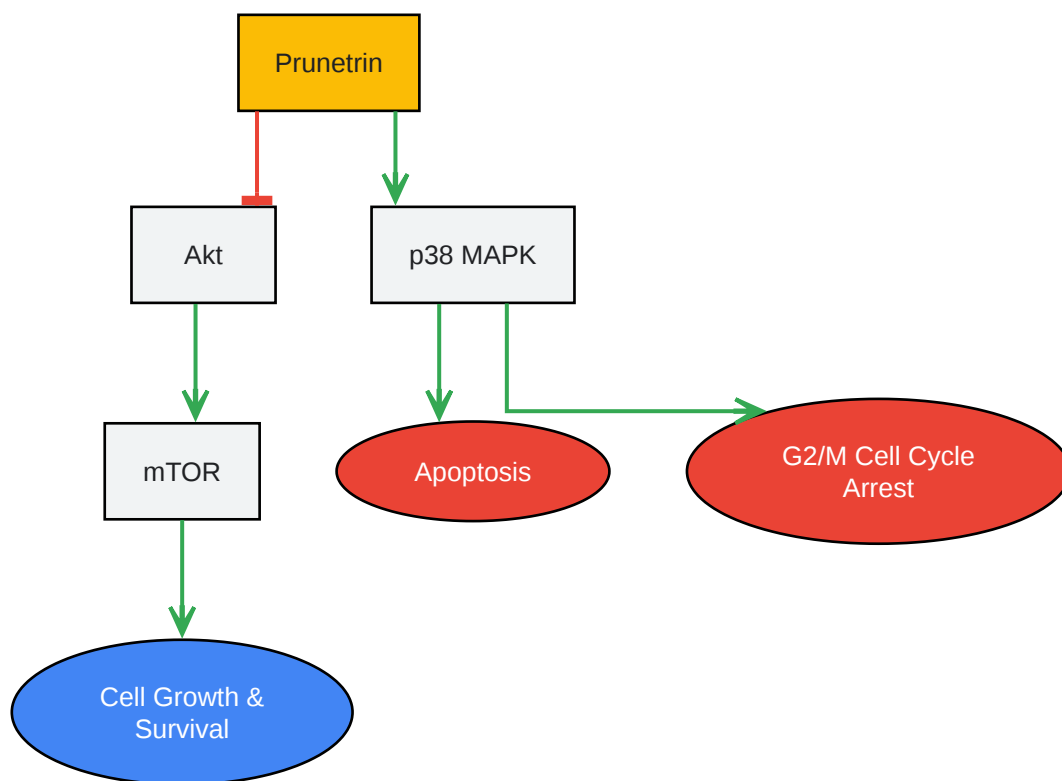 Prunetrin
Akt
p38 MAPK
mTOR
Apoptosis
G2/M Cell Cycle
Arrest
Cell Growth &
Survival